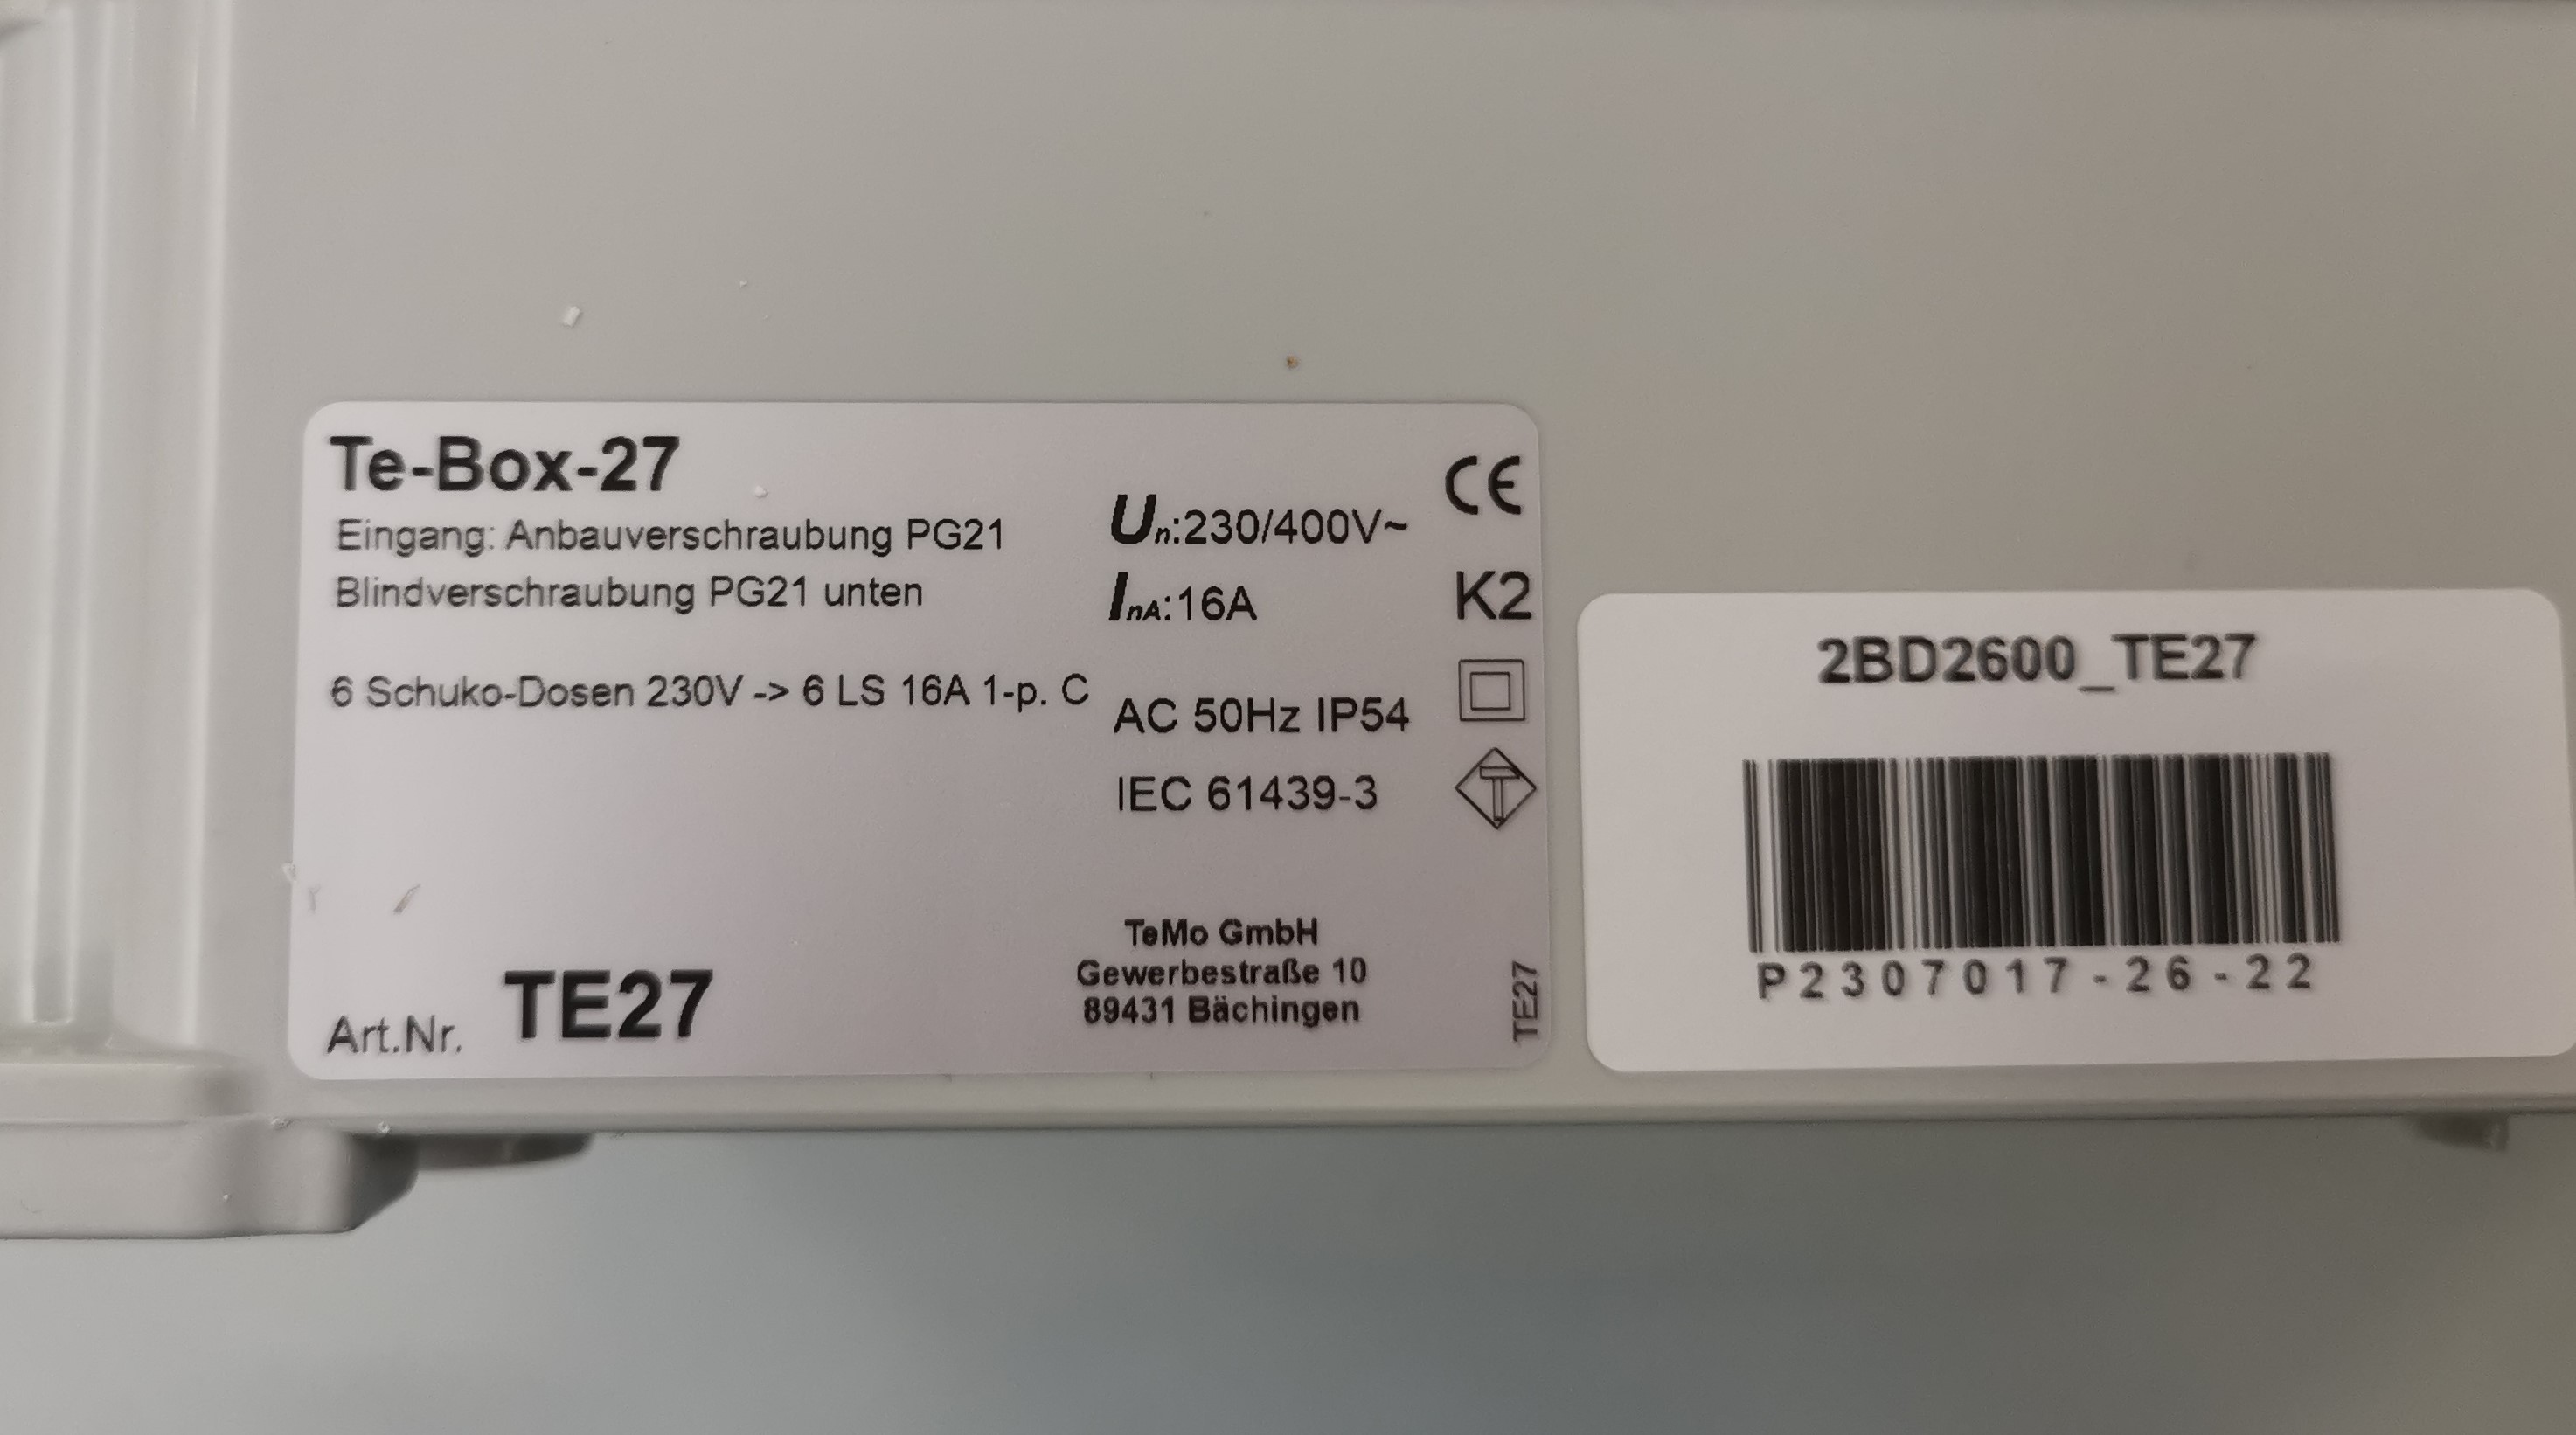 Te-Box-27
Eingang: Anbauverschraubung PG21
Blindverschraubung PG21 unten
6 Schuko-Dosen 230V -> 6 LS 16A 1-p. C
Un:230/400V~
InA:16A
AC 50Hz IP54
IEC 61439-3
CE
K2
T
Art.Nr. TE27
TeMo GmbH
Gewerbestraße 10
89431 Bächingen
TE27
2BD2600_TE27
P2307017-26-22